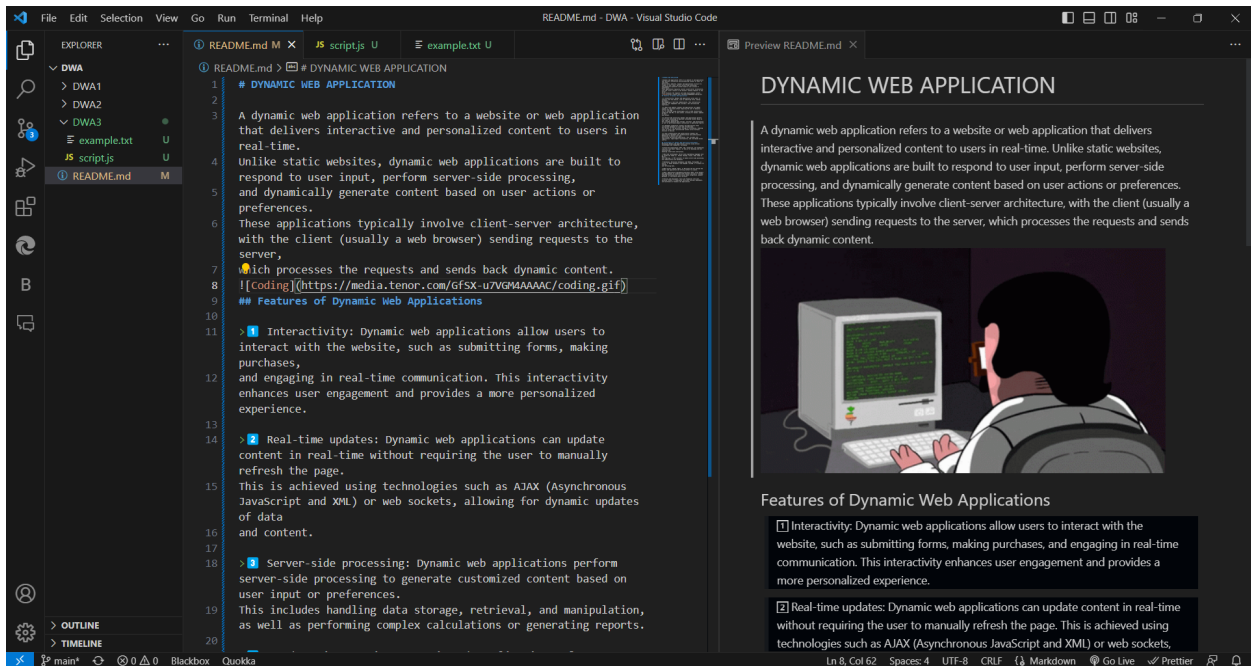 File Edit Selection View Go Run Terminal Help
README.md - DWA - Visual Studio Code
EXPLORER
DWA
DWA1
DWA2
DWA3
example.txt U
script.js U
README.md M
OUTLINE
TIMELINE
README.md M
JS script.js U
example.txt U
README.md > # DYNAMIC WEB APPLICATION
1 # DYNAMIC WEB APPLICATION
2
3 A dynamic web application refers to a website or web application
that delivers interactive and personalized content to users in
real-time.
4 Unlike static websites, dynamic web applications are built to
respond to user input, perform server-side processing,
5 and dynamically generate content based on user actions or
preferences.
6 These applications typically involve client-server architecture,
with the client (usually a web browser) sending requests to the
server,
7 which processes the requests and sends back dynamic content.
8 ![Coding](https://media.tenor.com/GfSX-u7VGM4AAAAC/coding.gif)
9 ## Features of Dynamic Web Applications
10
11 >1 Interactivity: Dynamic web applications allow users to
interact with the website, such as submitting forms, making
purchases,
12 and engaging in real-time communication. This interactivity
enhances user engagement and provides a more personalized
experience.
13
14 >2 Real-time updates: Dynamic web applications can update
content in real-time without requiring the user to manually
refresh the page.
15 This is achieved using technologies such as AJAX (Asynchronous
JavaScript and XML) or web sockets, allowing for dynamic updates
of data
16 and content.
17
18 >3 Server-side processing: Dynamic web applications perform
server-side processing to generate customized content based on
user input or preferences.
19 This includes handling data storage, retrieval, and manipulation,
as well as performing complex calculations or generating reports.
20
Preview README.md
DYNAMIC WEB APPLICATION
A dynamic web application refers to a website or web application that delivers
interactive and personalized content to users in real-time. Unlike static websites,
dynamic web applications are built to respond to user input, perform server-side
processing, and dynamically generate content based on user actions or preferences.
These applications typically involve client-server architecture, with the client (usually a
web browser) sending requests to the server, which processes the requests and sends
back dynamic content.
Features of Dynamic Web Applications
1 Interactivity: Dynamic web applications allow users to interact with the
website, such as submitting forms, making purchases, and engaging in real-time
communication. This interactivity enhances user engagement and provides a
more personalized experience.
2 Real-time updates: Dynamic web applications can update content in real-time
without requiring the user to manually refresh the page. This is achieved using
technologies such as AJAX (Asynchronous JavaScript and XML) or web sockets,
main* 0 0 Blackbox Quokka
Ln 8, Col 62 Spaces: 4 UTF-8 CRLF Markdown Go Live Prettier